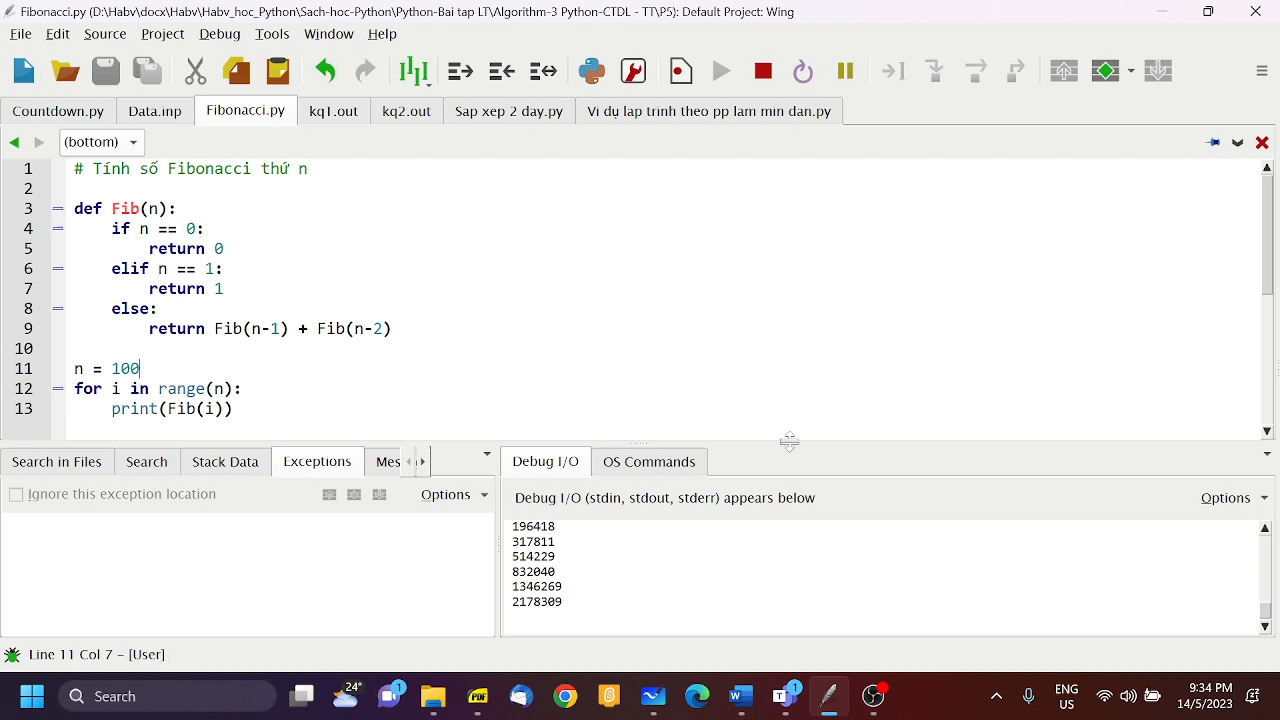 Fibonacci.py (D:\Habv\docx\Habv\Habv_hoc_Python\Sach-hoc-Python\Python-Bai tap LT\Algorithm-3 Python-CTDL - TT\P5): Default Project: Wing
File Edit Source Project Debug Tools Window Help
Countdown.py Data.inp Fibonacci.py kq1.out kq2.out Sap xep 2 day.py Vi dụ lap trinh theo pp lam min dan.py
(bottom)
1 # Tính số Fibonacci thứ n
2
3 def Fib(n):
4 if n == 0:
5 return 0
6 elif n == 1:
7 return 1
8 else:
9 return Fib(n-1) + Fib(n-2)
10
11 n = 100
12 for i in range(n):
13 print(Fib(i))
Search in Files Search Stack Data Exceptions Mes Debug I/O OS Commands
Ignore this exception location Options Debug I/O (stdin, stdout, stderr) appears below Options
196418
317811
514229
832040
1346269
2178309
Line 11 Col 7 – [User]
Search 24° 1 PDF 1 ENG US 9:34 PM 14/5/2023